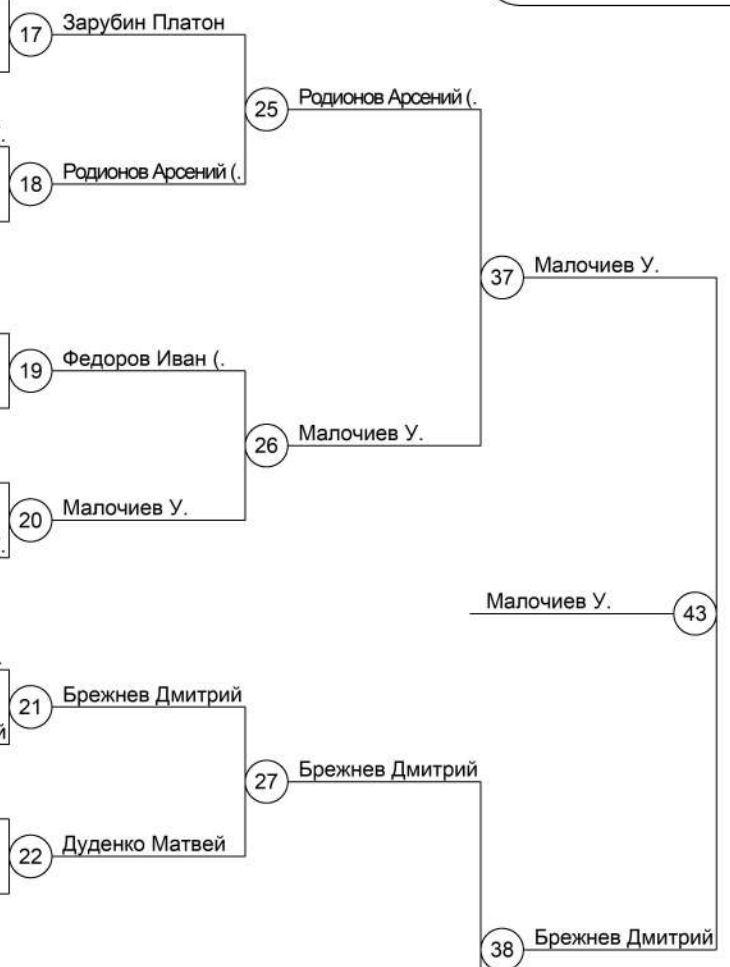 17 Зарубин Платон
25 Родионов Арсений (.
18 Родионов Арсений (.
37 Малочиев У.
19 Федоров Иван (.
26 Малочиев У.
20 Малочиев У.
Малочиев У. 43
21 Брежнев Дмитрий
й
27 Брежнев Дмитрий
22 Дуденко Матвей
38 Брежнев Дмитрий